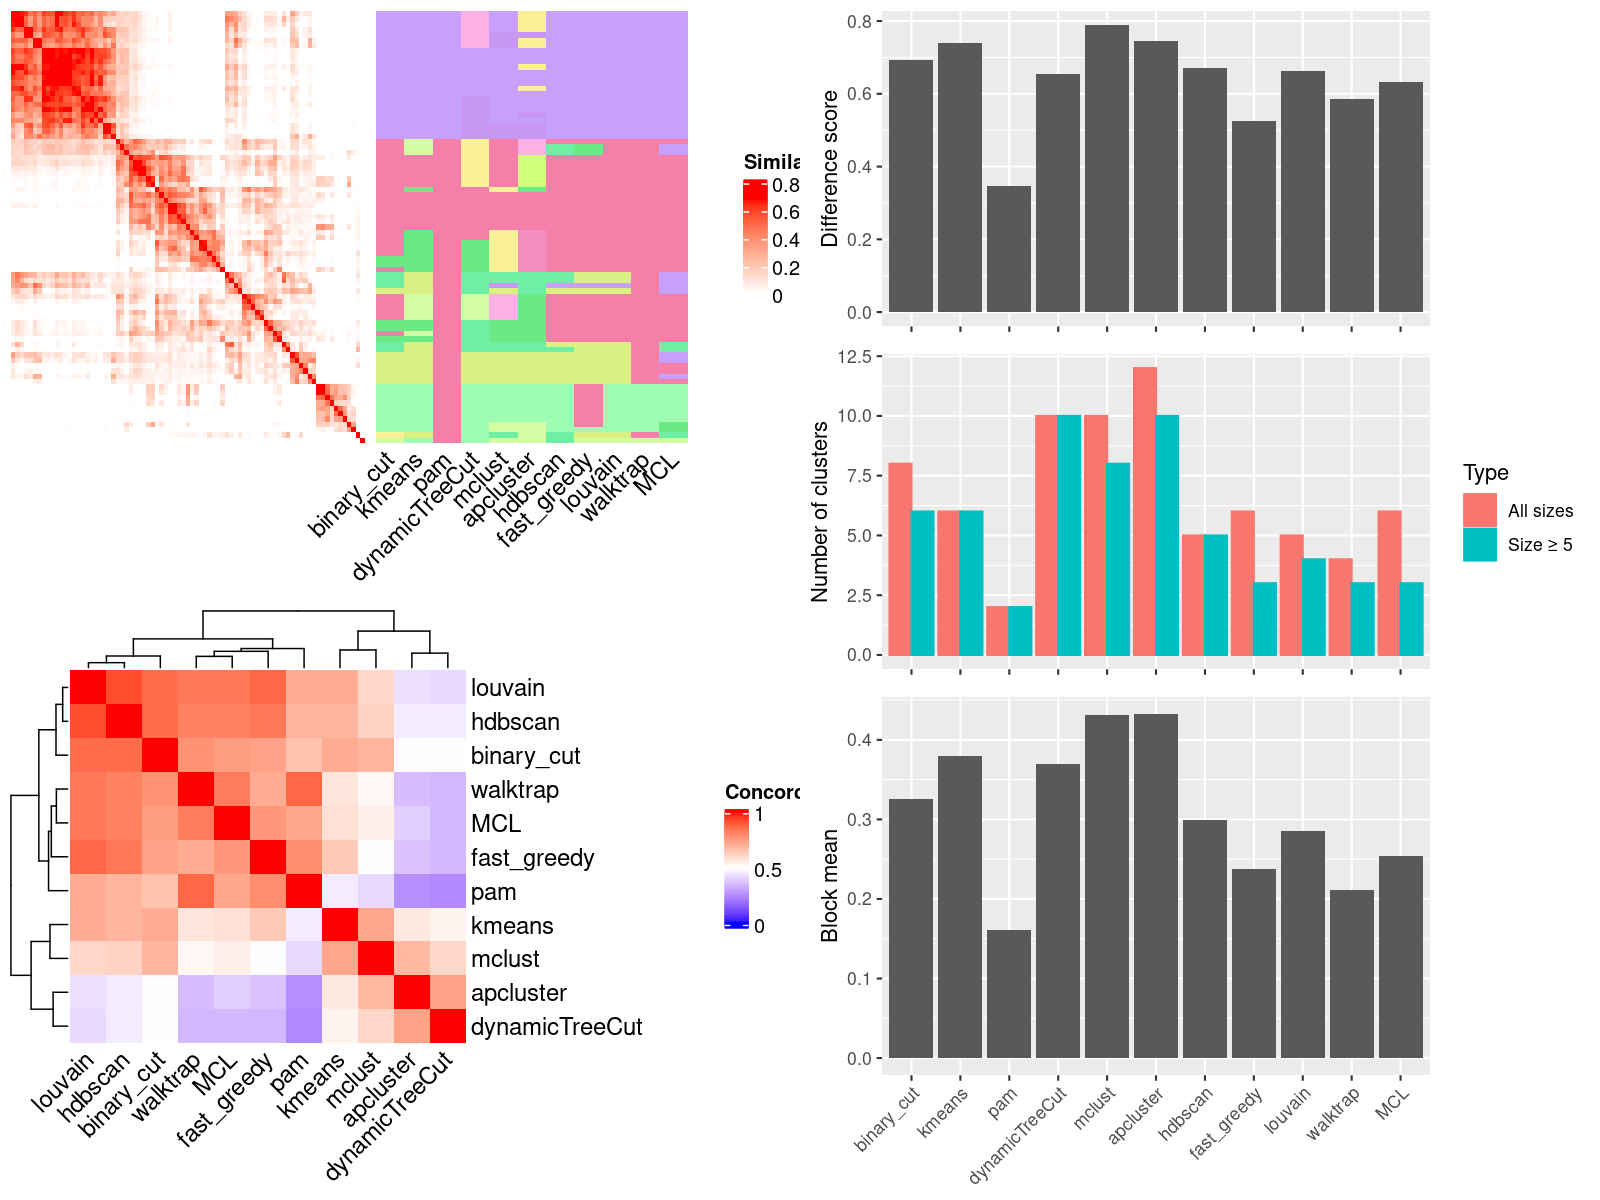 Simila
0.8
0.6
0.4
0.2
0
binary_cut
kmeans
pam
dynamicTreeCut
mclust
apcluster
hdbscan
fast_greedy
louvain
walktrap
MCL
louvain
hdbscan
binary_cut
walktrap
MCL
fast_greedy
pam
kmeans
mclust
apcluster
dynamicTreeCut
louvain
hdbscan
binary_cut
walktrap
MCL
fast_greedy
pam
kmeans
mclust
apcluster
dynamicTreeCut
Concord
1
0.5
0
Difference score
0.8
0.6
0.4
0.2
0.0
Number of clusters
12.5
10.0
7.5
5.0
2.5
0.0
Type
All sizes
Size ≥ 5
Block mean
0.4
0.3
0.2
0.1
0.0
binary_cut
kmeans
pam
dynamicTreeCut
mclust
apcluster
hdbscan
fast_greedy
louvain
walktrap
MCL